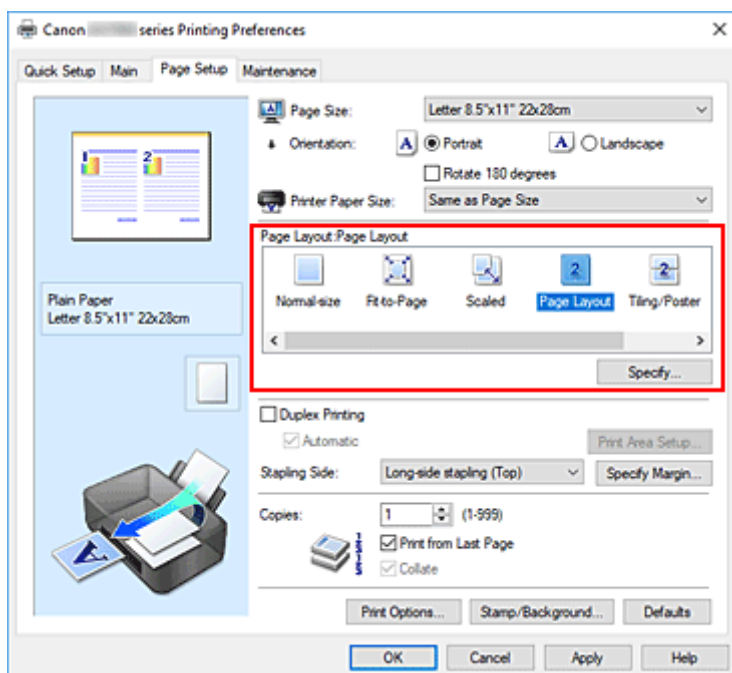 Canon series Printing Preferences
Quick Setup Main Page Setup Maintenance
1 2
Plain Paper
Letter 8.5"x11" 22x28cm
Page Size: Letter 8.5"x11" 22x28cm
Orientation: A Portrait A Landscape
Rotate 180 degrees
Printer Paper Size: Same as Page Size
Page Layout:Page Layout
2 2
Normal-size Fit-to-Page Scaled Page Layout Tiling/Poster
Specify...
Duplex Printing
Automatic Print Area Setup...
Stapling Side: Long-side stapling (Top) Specify Margin...
Copies: 1 (1-999)
Print from Last Page
Collate
A
Print Options... Stamp/Background... Defaults
OK Cancel Apply Help